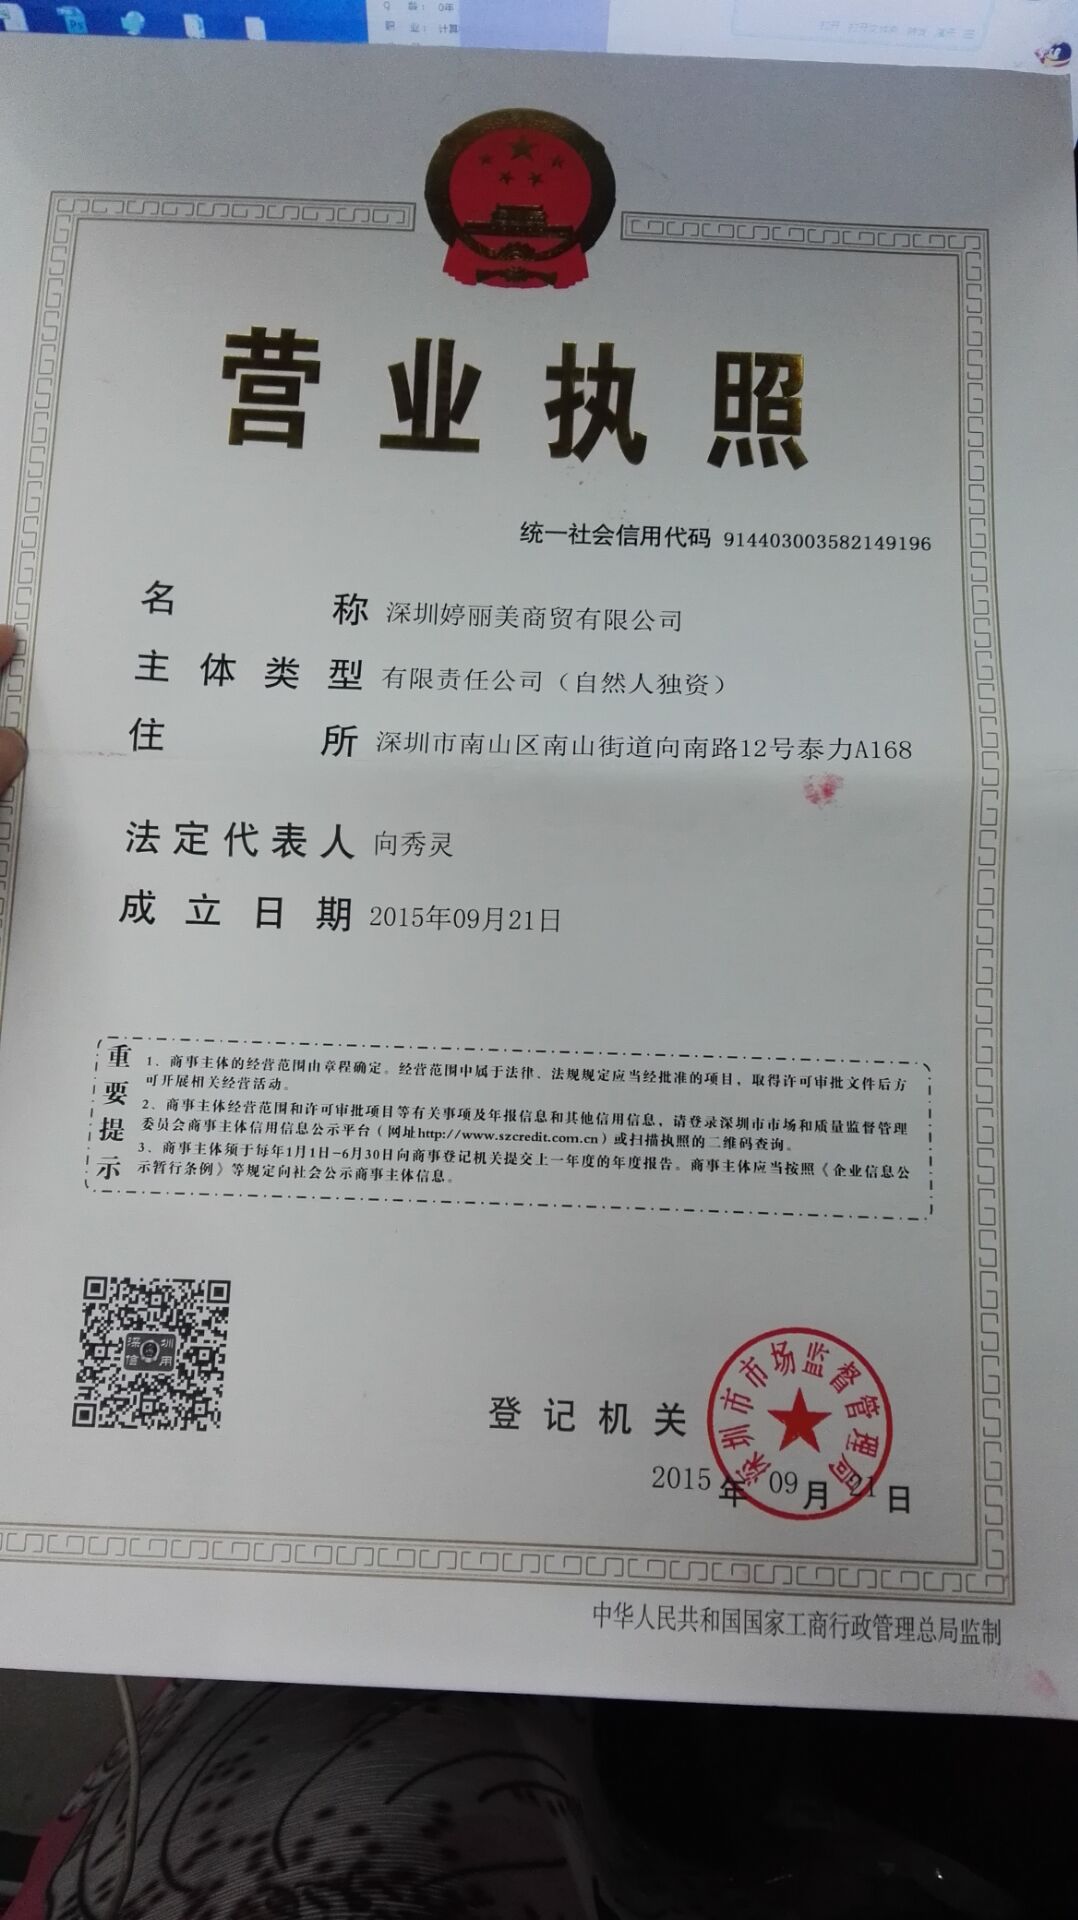 职 业： 计算
营业执照
统一社会信用代码 914403003582149196
名称 深圳婷丽美商贸有限公司
主体类型 有限责任公司（自然人独资）
住所 深圳市南山区南山街道向南路12号泰力A168
法定代表人 向秀灵
成立日期 2015年09月21日
重要提示
1、商事主体的经营范围由章程确定。经营范围中属于法律、法规规定应当经批准的项目，取得许可审批文件后方
可开展相关经营活动。
2、商事主体经营范围和许可审批项目等有关事项及年报信息和其他信用信息，请登录深圳市市场和质量监督管理
委员会商事主体信用信息公示平台（网址http://www.szcredit.com.cn）或扫描执照的二维码查询。
3、商事主体须于每年1月1日-6月30日向商事登记机关提交上一年度的年度报告。商事主体应当按照《企业信息公
示暂行条例》等规定向社会公示商事主体信息。
深圳
信用
登记机关
深圳市市场监督管理局
2015年09月21日
中华人民共和国国家工商行政管理总局监制